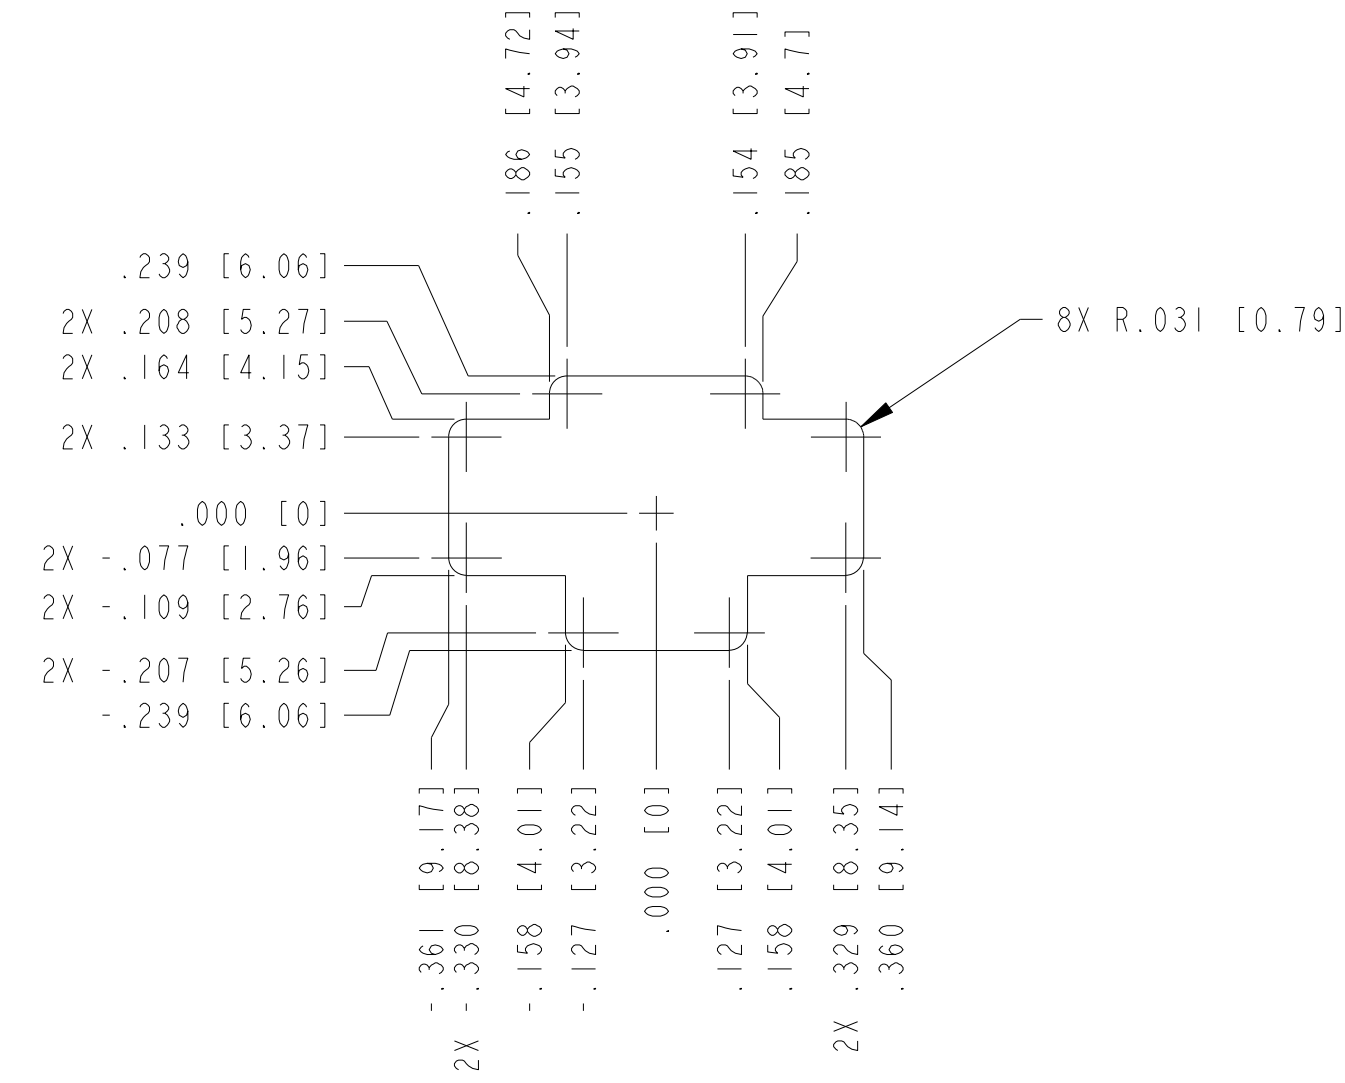 .186 [4.72]
.155 [3.94]
.154 [3.91]
.185 [4.7]
.239 [6.06]
2X .208 [5.27]
2X .164 [4.15]
2X .133 [3.37]
.000 [0]
2X -.077 [1.96]
2X -.109 [2.76]
2X -.207 [5.26]
-.239 [6.06]
8X R.031 [0.79]
-.361 [9.17]
2X -.330 [8.38]
-.158 [4.01]
-.127 [3.22]
.000 [0]
.127 [3.22]
.158 [4.01]
2X .329 [8.35]
.360 [9.14]